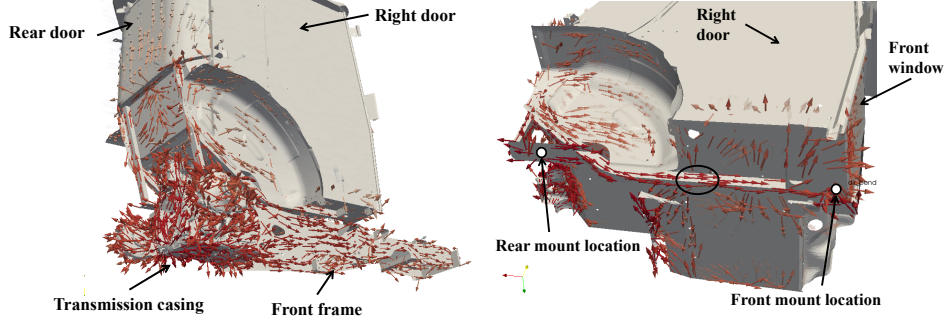 Rear door
Right door
Transmission casing
Front frame
Right
door
Front
window
Rear mount location
Front mount location